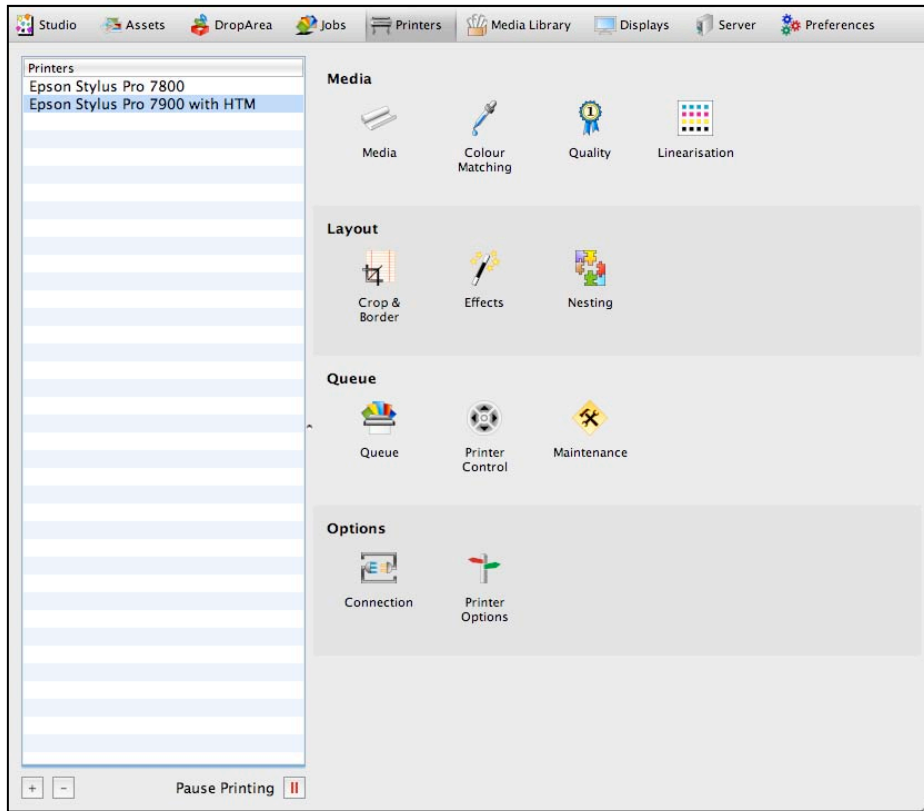 Studio Assets DropArea Jobs Printers Media Library Displays Server Preferences
Printers
Epson Stylus Pro 7800
Epson Stylus Pro 7900 with HTM
Media
Media Colour Matching Quality Linearisation
Layout
Crop & Border Effects Nesting
Queue
Queue Printer Control Maintenance
Options
Connection Printer Options
+ - Pause Printing